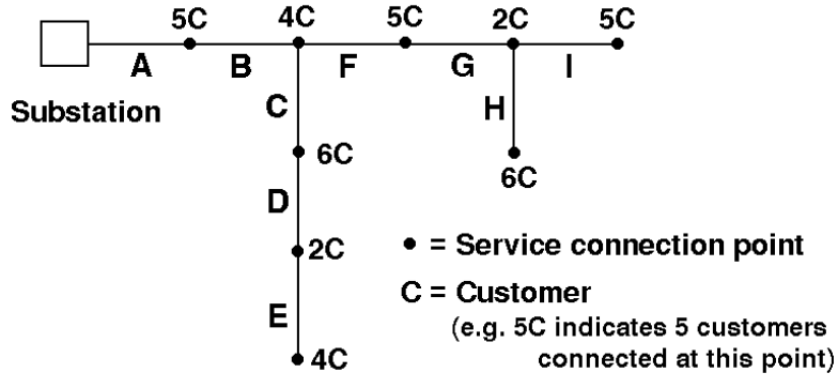 5C 4C 5C 2C 5C
A B F G I
Substation
C H
6C
6C
D
2C
• = Service connection point
C = Customer
E
(e.g. 5C indicates 5 customers
connected at this point)
4C